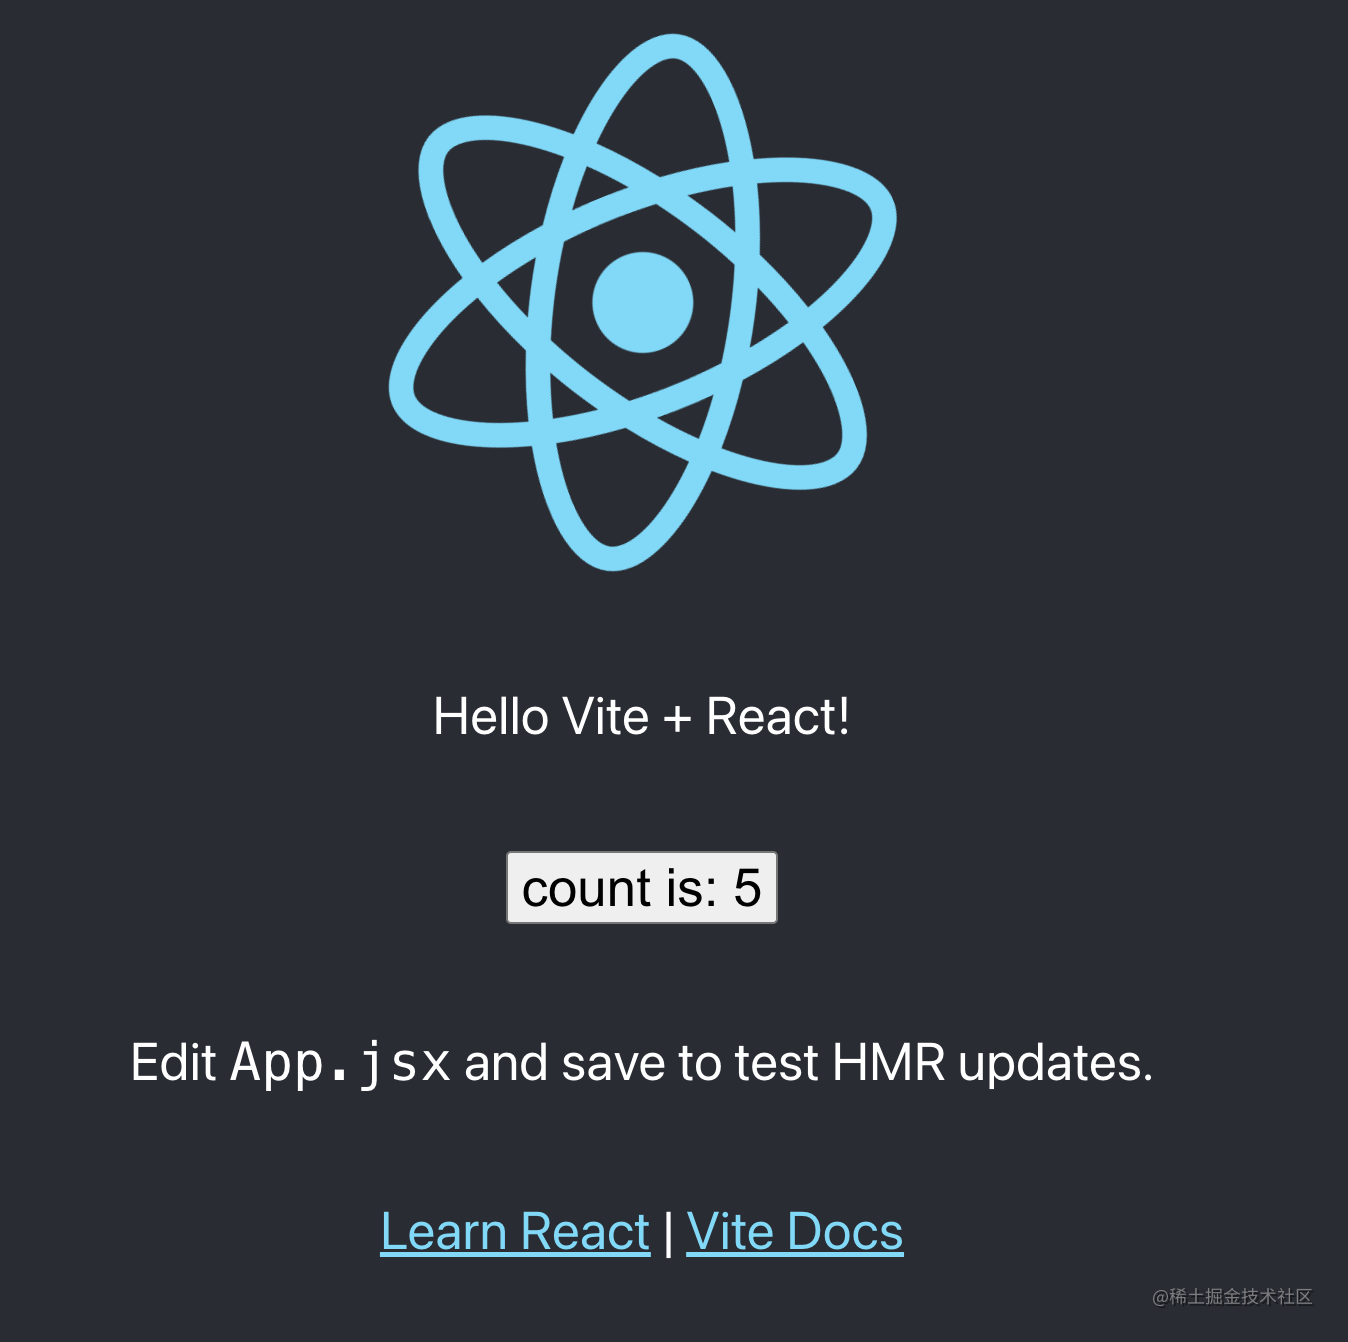 Hello Vite + React!
count is: 5
Edit App.jsx and save to test HMR updates.
Learn React | Vite Docs
@稀土掘金技术社区